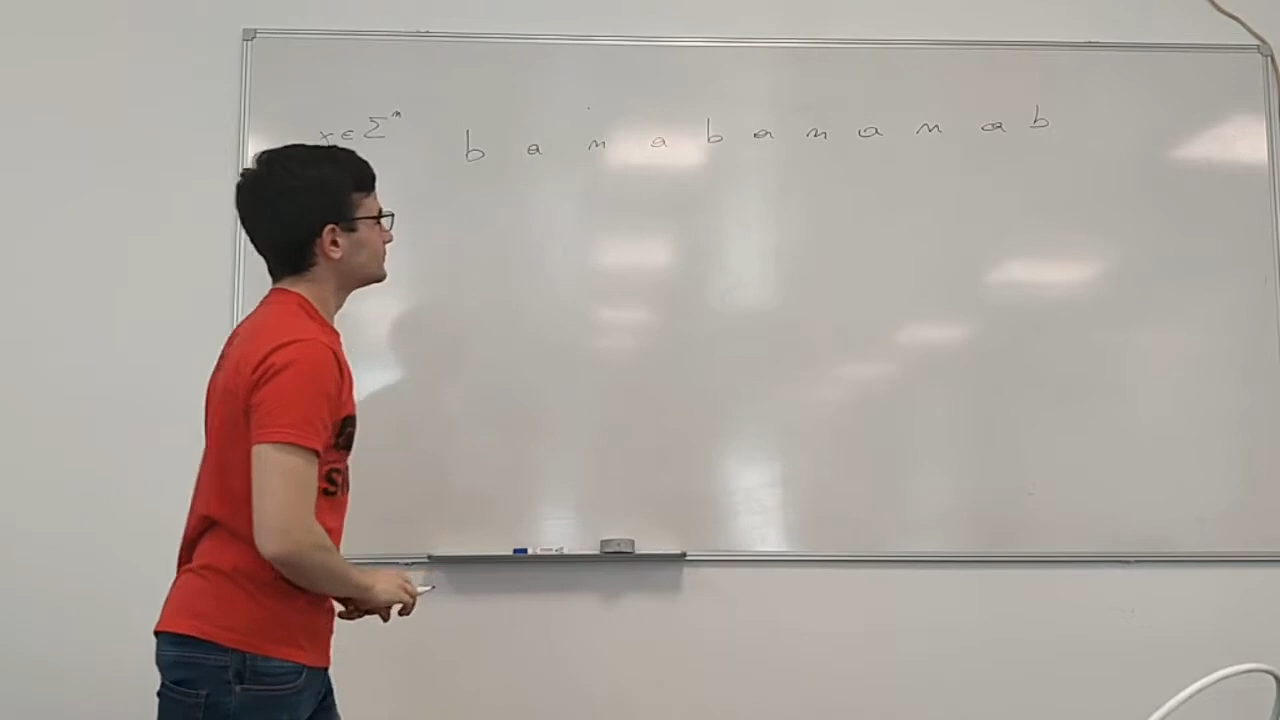 x ∈ Σⁿ b a n a b a n a n a b